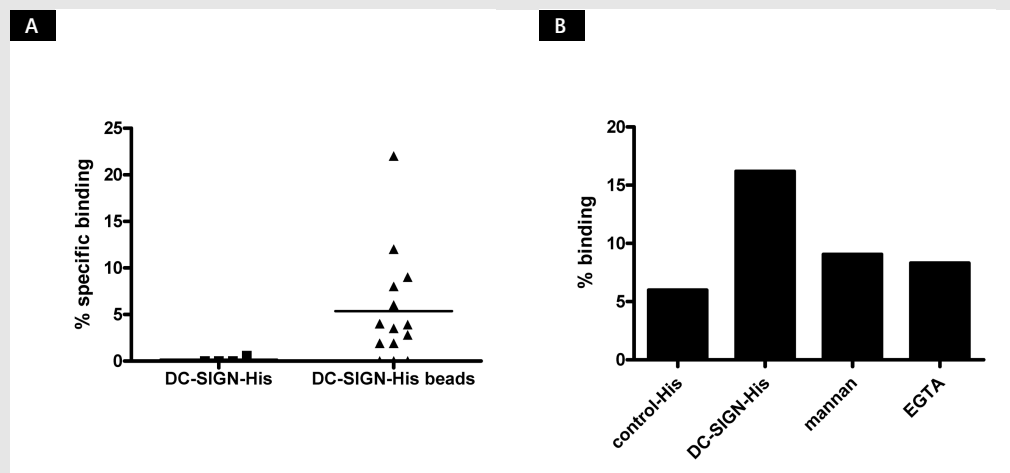 A
25
20
15
10
5
0
% specific binding
DC-SIGN-His
DC-SIGN-His beads
B
20
15
10
5
0
% binding
control-His
DC-SIGN-His
mannan
EGTA